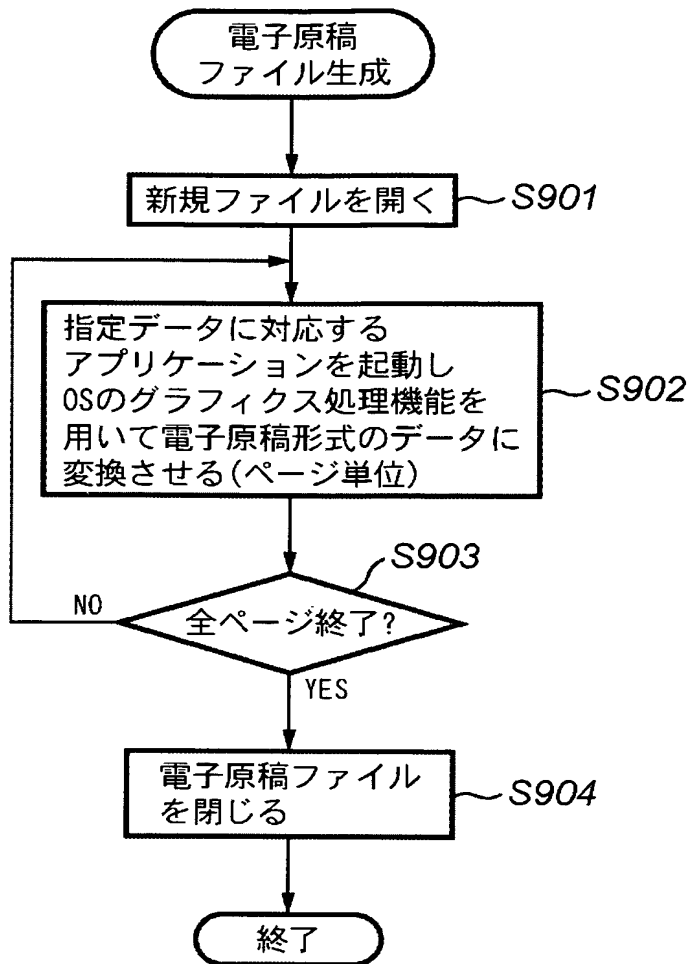 電子原稿
ファイル生成
新規ファイルを開く
S901
指定データに対応する
アプリケーションを起動し
OSのグラフィクス処理機能を
用いて電子原稿形式のデータに
変換させる(ページ単位)
S902
S903
全ページ終了?
NO
YES
電子原稿ファイル
を閉じる
S904
終了